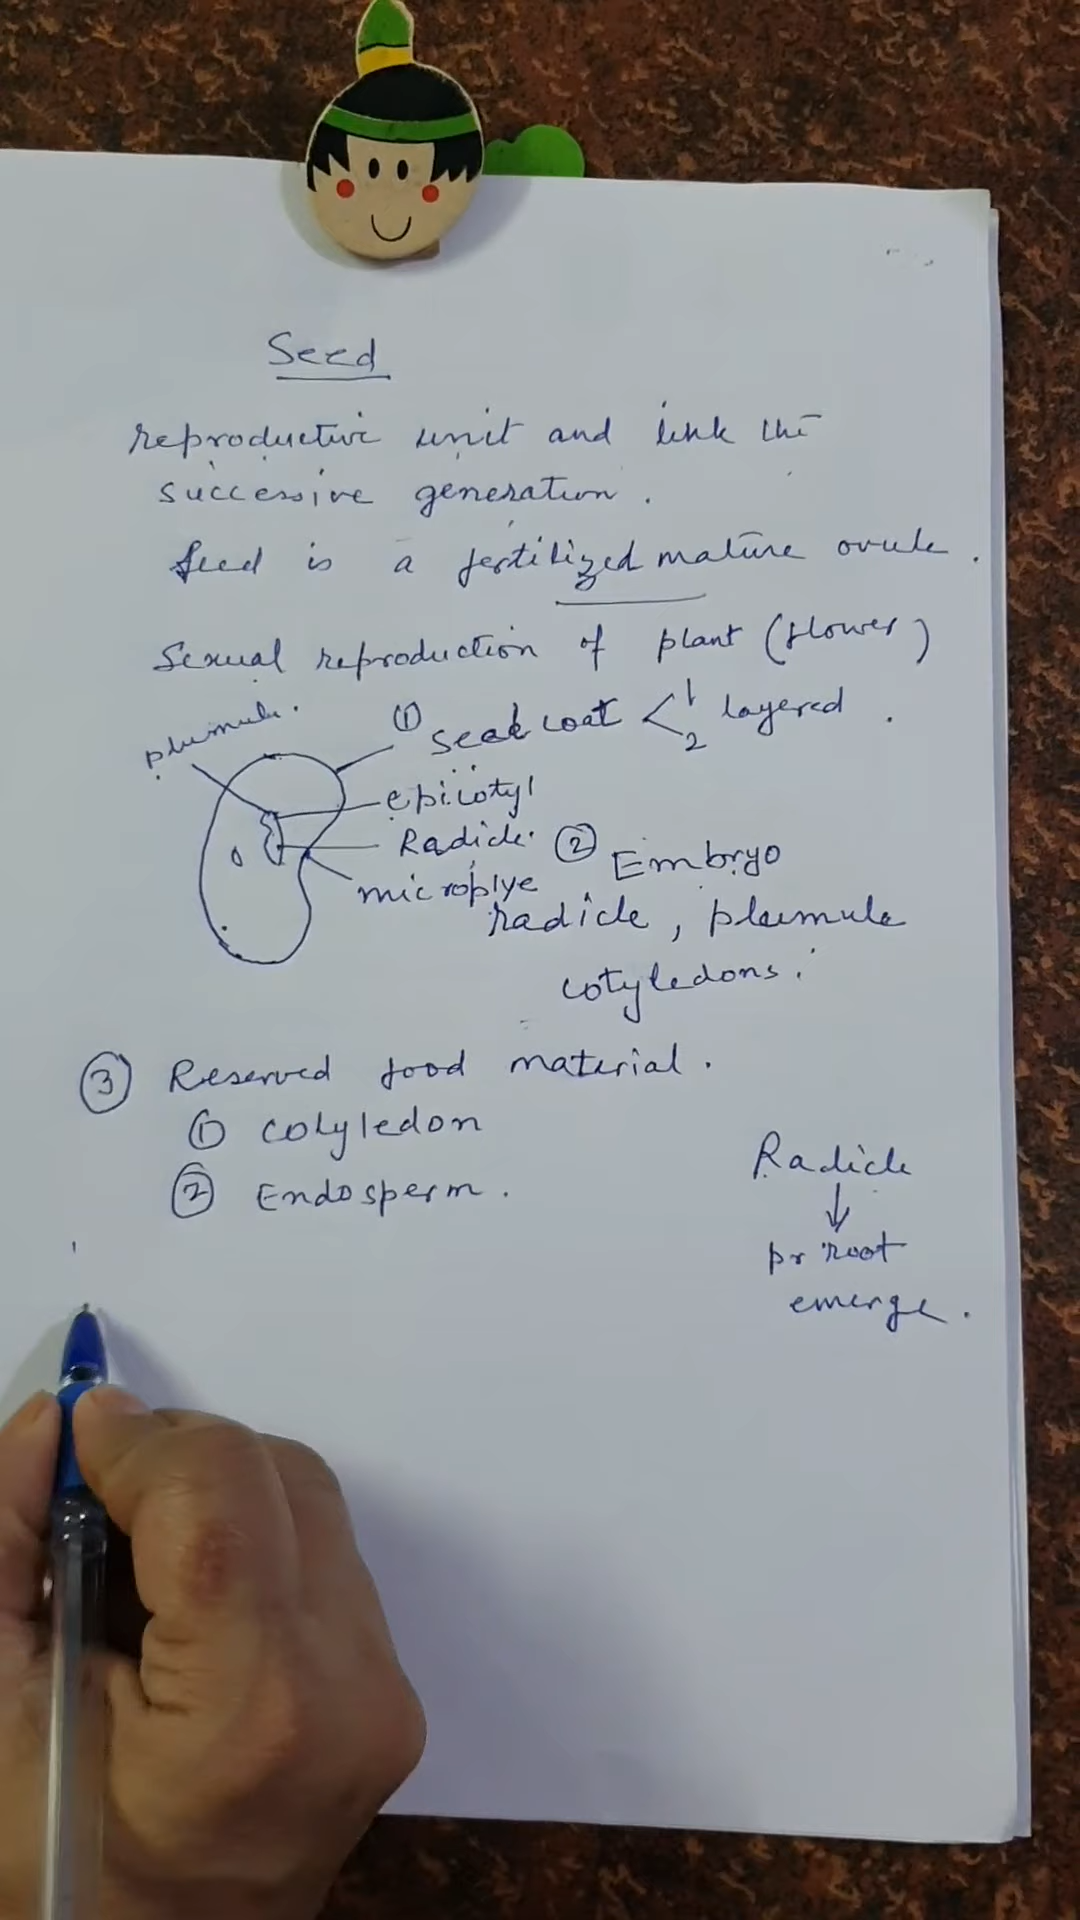 Seed
reproductive unit and link the
successive generation.
Seed is a fertilized mature ovule.
Sexual reproduction of plant (flower)
plumule.
① Seed coat < 1 layered.
2
epicotyl
Radicle.
microplye
② Embryo
radicle, plumule
cotyledons.
③ Reserved food material.
① cotyledon
② Endosperm.
Radicle
↓
pr root
emerge.